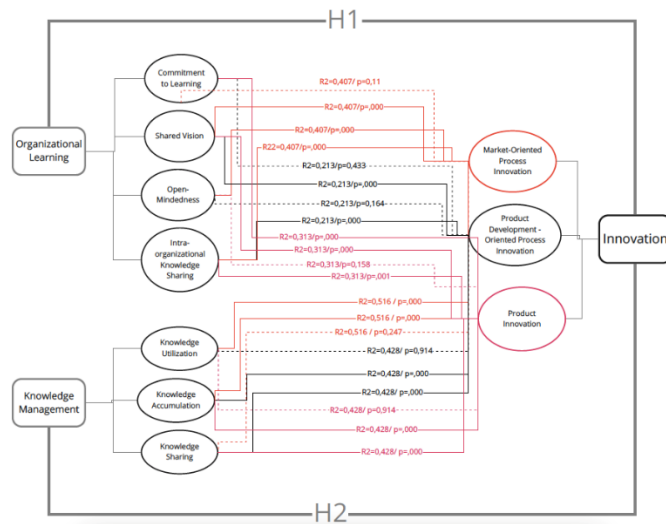 H1
Commitment
to Learning
R2=0,407/ p=0,11
R2=0,407/p=,000
Shared Vision
Organizational
Learning
R2=0,407/p=,000
R22=0,407/p=,000
Market-Oriented
Process
Innovation
R2=0,213/p=0,433
R2=0,213/p=,000
Open-
Mindedness
R2=0,213/p=0,164
R2=0,213/p=,000
Product
Development -
Oriented Process
Innovation
Innovation
R2=0,313/p=,000
Intra-
organizational
Knowledge
Sharing
R2=0,313/p=,000
R2=0,313/p=0,158
R2=0,313/p=,001
R2=0,516 / p=,000
Product
Innovation
R2=0,516 / p=,000
R2=0,516 / p=0,247
Knowledge
Utilization
R2=0,428/ p=0,914
R2=0,428/ p=,000
Knowledge
Management
Knowledge
Accumulation
R2=0,428/ p=,000
R2=0,428/ p=0,914
R2=0,428/ p=,000
Knowledge
Sharing
R2=0,428/ p=,000
H2